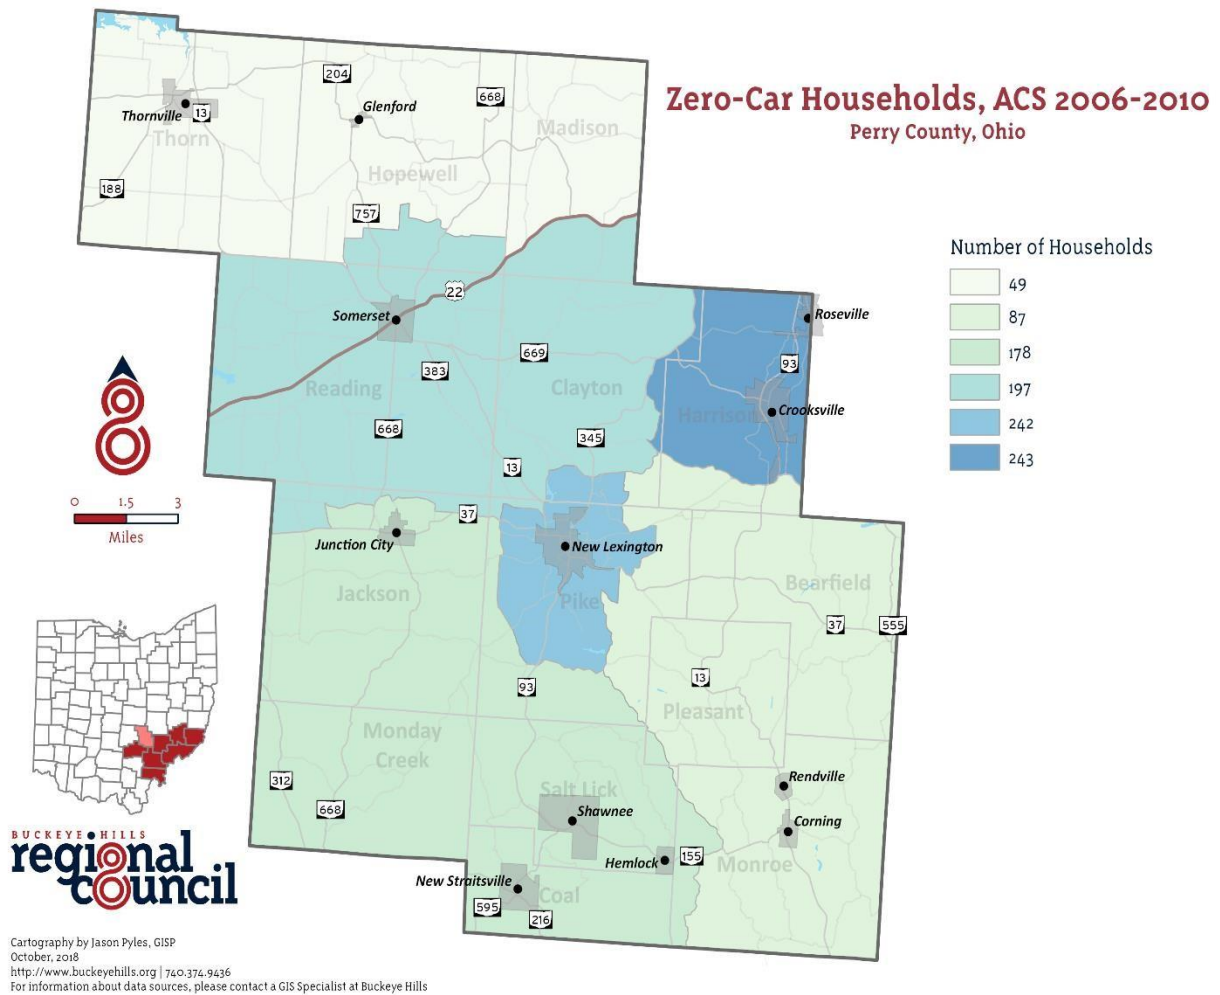 Zero-Car Households, ACS 2006-2010
Perry County, Ohio
204
668
Glenford
Thornville
13
Thorn
Madison
Hopewell
188
757
Number of Households
49
87
178
197
242
243
22
Somerset
Roseville
669
93
383
Reading
Clayton
Harrison
Crooksville
668
345
13
0 1.5 3
Miles
37
Junction City
New Lexington
Jackson
Pike
Bearfield
37
555
93
13
Pleasant
Monday
Creek
312
668
Salt Lick
Shawnee
Rendville
Corning
Hemlock
155
Monroe
New Straitsville
Coal
595
216
BUCKEYE HILLS
regional
council
Cartography by Jason Pyles, GISP
October, 2018
http://www.buckeyehills.org | 740.374.9436
For information about data sources, please contact a GIS Specialist at Buckeye Hills